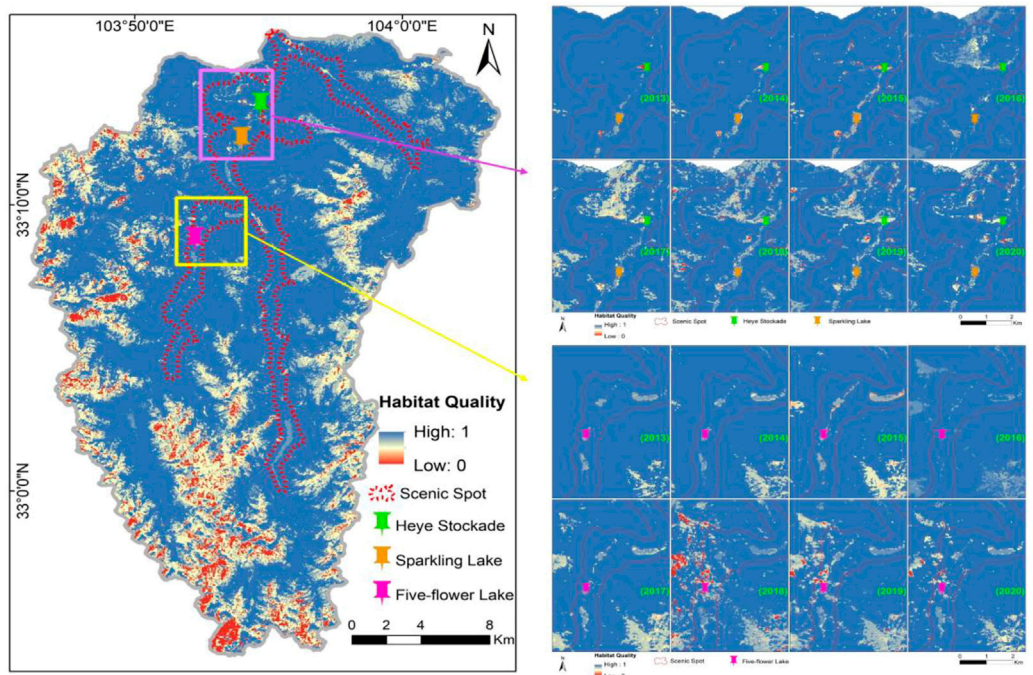 103°50'0"E
104°0'0"E
N
33°10'0"N
33°0'0"N
Habitat Quality
High: 1
Low: 0
Scenic Spot
Heye Stockade
Sparkling Lake
Five-flower Lake
0 2 4 8
Km
(2013)
(2014)
(2015)
(2016)
(2017)
(2018)
(2019)
(2020)
N
Habitat Quality
High : 1
Low : 0
Scenic Spot
Heye Stockade
Sparkling Lake
0 1 2
Km
(2013)
(2014)
(2015)
(2016)
(2017)
(2018)
(2019)
(2020)
N
Habitat Quality
High : 1
Scenic Spot
Five-flower Lake
0 1 2
Km